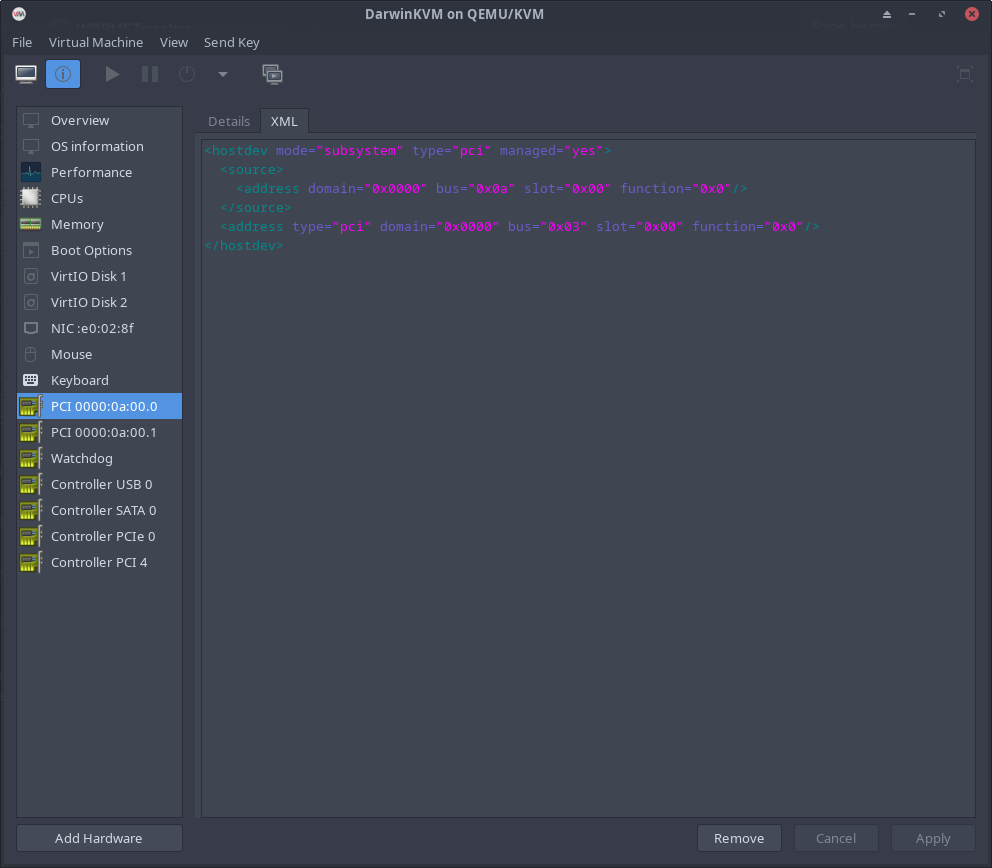 DarwinKVM on QEMU/KVM
File Virtual Machine View Send Key
Overview
OS information
Performance
CPUs
Memory
Boot Options
VirtIO Disk 1
VirtIO Disk 2
NIC :e0:02:8f
Mouse
Keyboard
PCI 0000:0a:00.0
PCI 0000:0a:00.1
Watchdog
Controller USB 0
Controller SATA 0
Controller PCIe 0
Controller PCI 4
Add Hardware
Details XML
<hostdev mode="subsystem" type="pci" managed="yes">
  <source>
    <address domain="0x0000" bus="0x0a" slot="0x00" function="0x0"/>
  </source>
  <address type="pci" domain="0x0000" bus="0x03" slot="0x00" function="0x0"/>
</hostdev>
Remove Cancel Apply